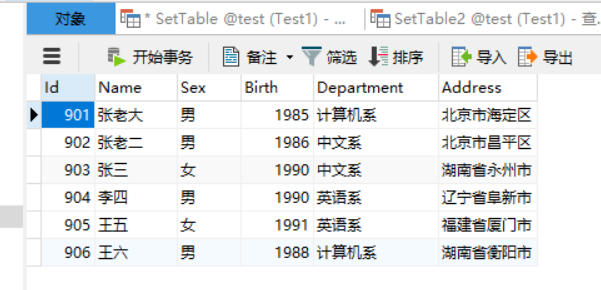 对象 * SetTable @test (Test1) - ... SetTable2 @test (Test1) - 查...
开始事务 备注 筛选 排序 导入 导出
Id Name Sex Birth Department Address
901 张老大 男 1985 计算机系 北京市海定区
902 张老二 男 1986 中文系 北京市昌平区
903 张三 女 1990 中文系 湖南省永州市
904 李四 男 1990 英语系 辽宁省阜新市
905 王五 女 1991 英语系 福建省厦门市
906 王六 男 1988 计算机系 湖南省衡阳市